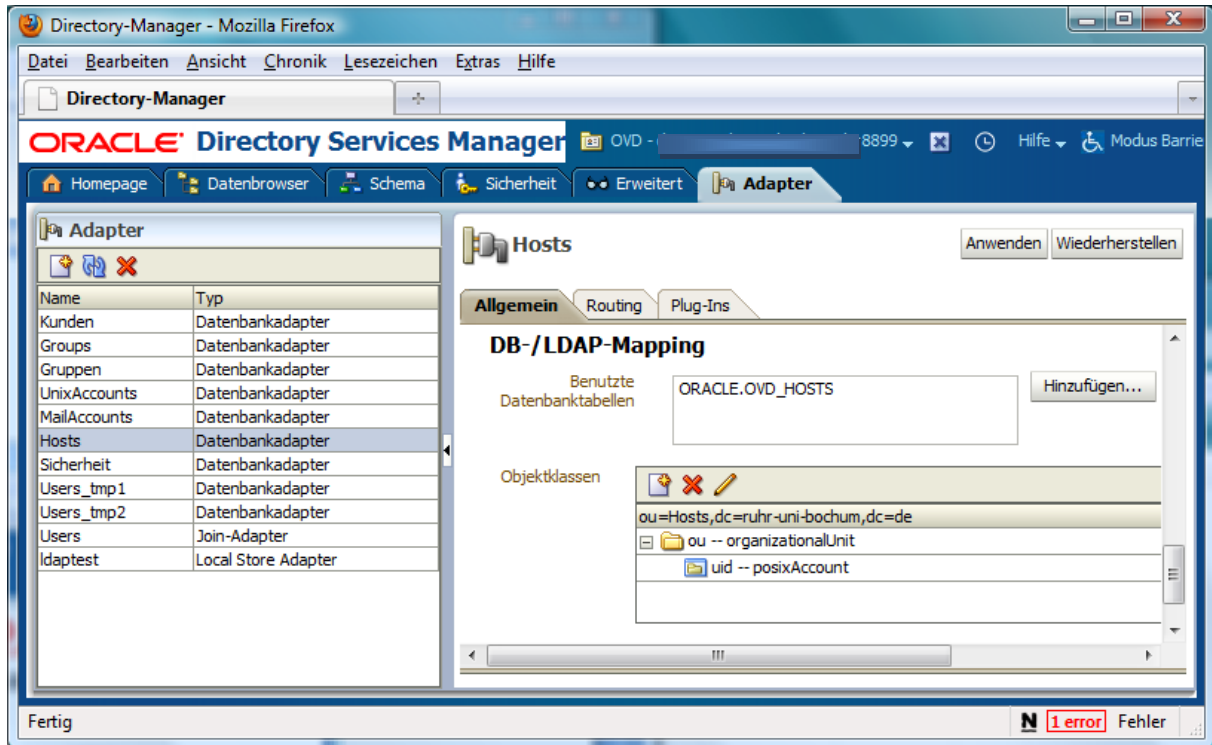 Directory-Manager - Mozilla Firefox
Datei Bearbeiten Ansicht Chronik Lesezeichen Extras Hilfe
Directory-Manager
ORACLE Directory Services Manager OVD - 8899 Hilfe Modus Barrie
Homepage Datenbrowser Schema Sicherheit Erweitert Adapter
Adapter
Name Typ
Kunden Datenbankadapter
Groups Datenbankadapter
Gruppen Datenbankadapter
UnixAccounts Datenbankadapter
MailAccounts Datenbankadapter
Hosts Datenbankadapter
Sicherheit Datenbankadapter
Users_tmp1 Datenbankadapter
Users_tmp2 Datenbankadapter
Users Join-Adapter
ldaptest Local Store Adapter
Hosts Anwenden Wiederherstellen
Allgemein Routing Plug-Ins
DB-/LDAP-Mapping
Benutzte
Datenbanktabellen
ORACLE.OVD_HOSTS
Hinzufügen...
Objektklassen
ou=Hosts,dc=ruhr-uni-bochum,dc=de
ou -- organizationalUnit
uid -- posixAccount
Fertig N 1 error Fehler